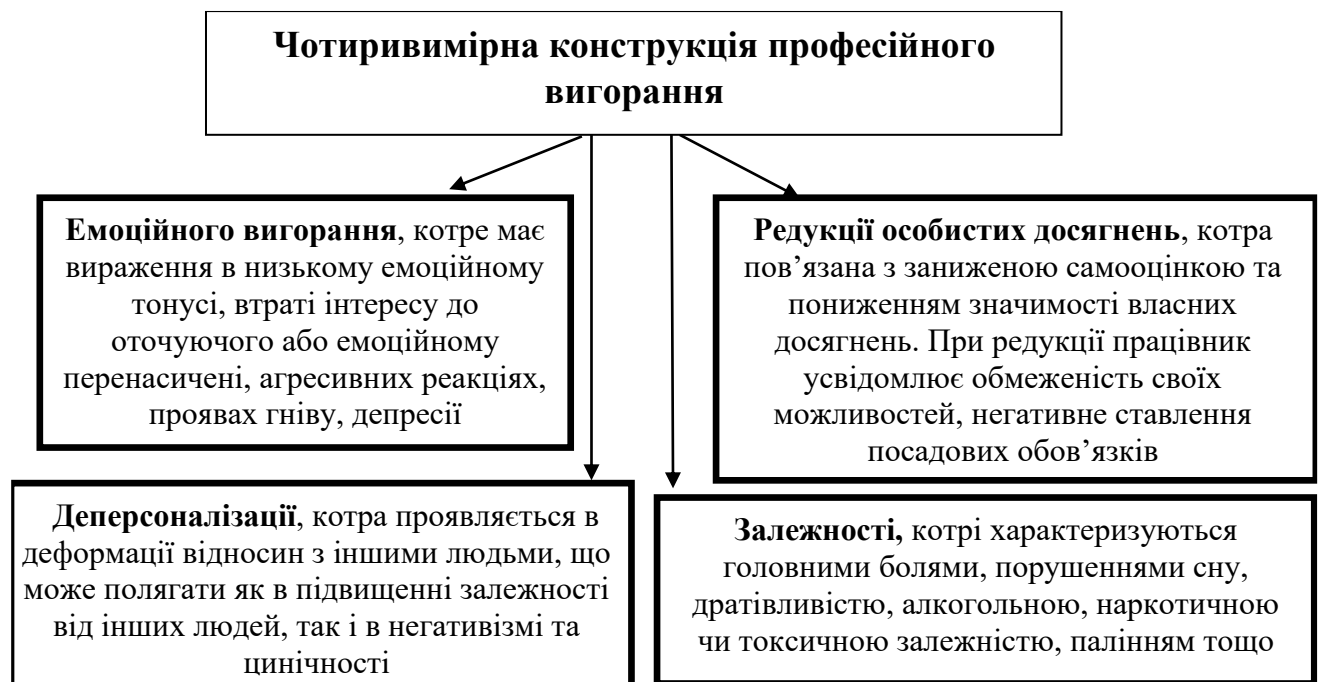 Чотиривимірна конструкція професійного
вигорання
Емоційного вигорання, котре має
вираження в низькому емоційному
тонусі, втраті інтересу до
оточуючого або емоційному
перенасичені, агресивних реакціях,
проявах гніву, депресії
Редукції особистих досягнень, котра
пов’язана з заниженою самооцінкою та
пониженням значимості власних
досягнень. При редукції працівник
усвідомлює обмеженість своїх
можливостей, негативне ставлення
посадових обов’язків
Деперсоналізації, котра проявляється в
деформації відносин з іншими людьми, що
може полягати як в підвищенні залежності
від інших людей, так і в негативізмі та
цинічності
Залежності, котрі характеризуються
головними болями, порушеннями сну,
дратівливістю, алкогольною, наркотичною
чи токсичною залежністю, палінням тощо